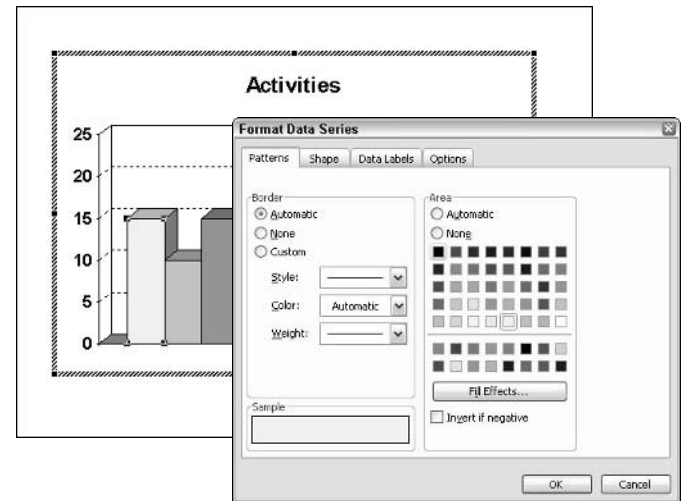 Activities
25
20
15
10
5
0
Format Data Series
Patterns Shape Data Labels Options
Border
Automatic
None
Custom
Style:
Color: Automatic
Weight:
Sample
Area
Automatic
None
Fill Effects...
Invert if negative
OK Cancel